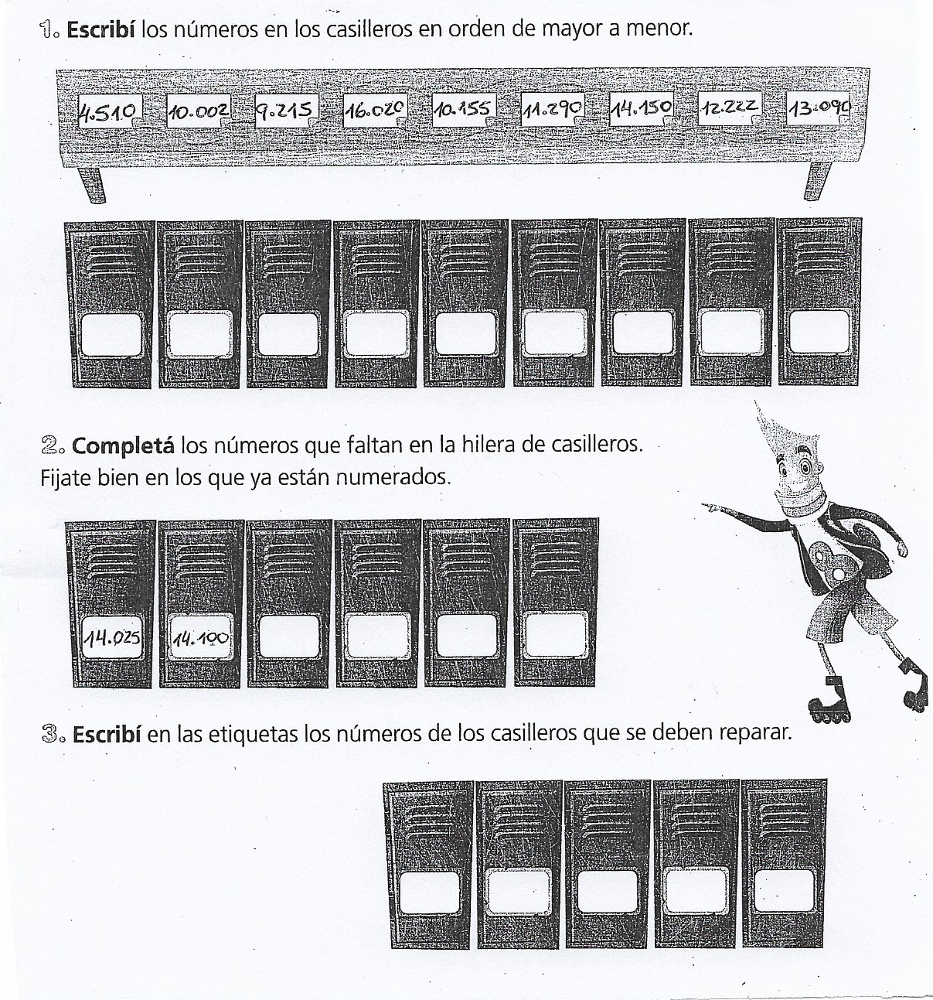 1. Escribí los números en los casilleros en orden de mayor a menor.
4.510 10.002 9.215 16.020 10.155 11.290 14.150 12.222 13.090
2. Completá los números que faltan en la hilera de casilleros.
Fijate bien en los que ya están numerados.
14.025 14.100
3. Escribí en las etiquetas los números de los casilleros que se deben reparar.